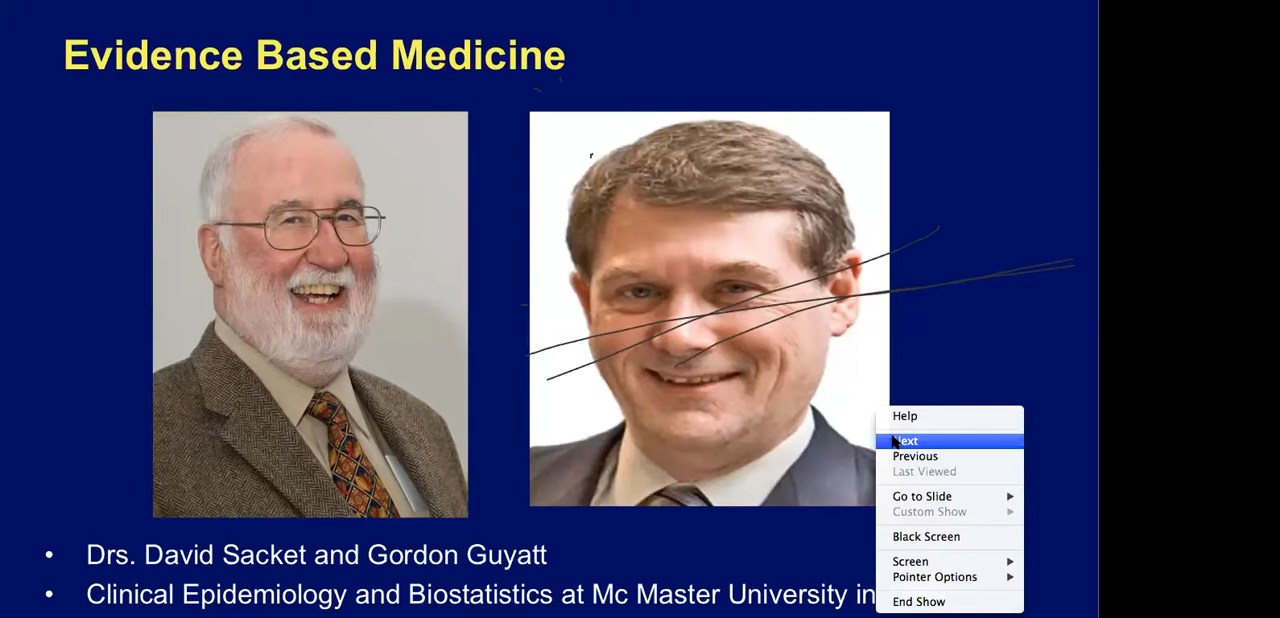 Evidence Based Medicine
• Drs. David Sacket and Gordon Guyatt
• Clinical Epidemiology and Biostatistics at Mc Master University in
Help
Next
Previous
Last Viewed
Go to Slide
Custom Show
Black Screen
Screen
Pointer Options
End Show